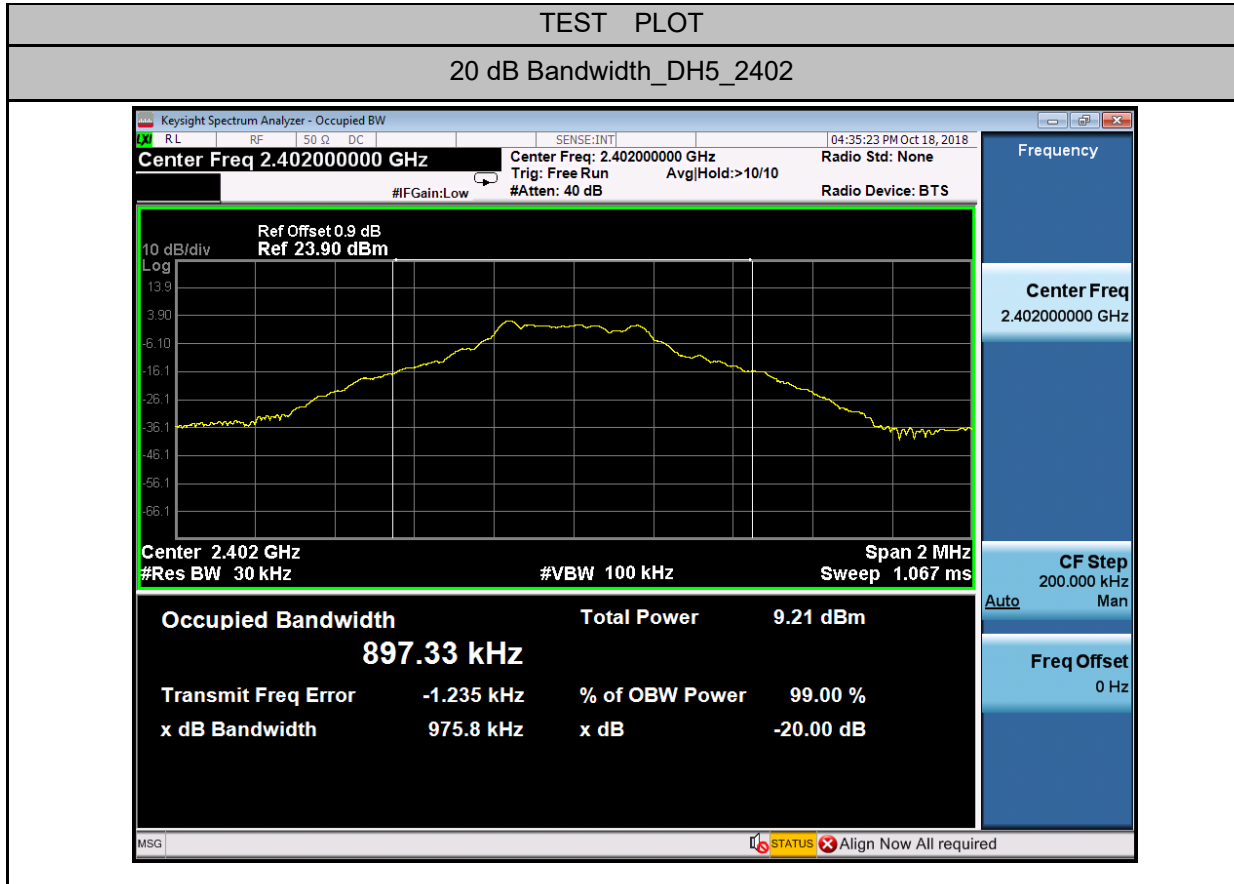 TEST PLOT
20 dB Bandwidth_DH5_2402
Keysight Spectrum Analyzer - Occupied BW
LXI RL RF 50 Ω DC SENSE:INT 04:35:23 PM Oct 18, 2018
Center Freq 2.402000000 GHz
Center Freq: 2.402000000 GHz
Radio Std: None
Trig: Free Run Avg|Hold:>10/10
#IFGain:Low
#Atten: 40 dB
Radio Device: BTS
Frequency
Ref Offset 0.9 dB
10 dB/div Ref 23.90 dBm
Log
13.9
3.90
-6.10
-16.1
-26.1
-36.1
-46.1
-56.1
-66.1
Center 2.402 GHz
Span 2 MHz
#Res BW 30 kHz
#VBW 100 kHz
Sweep 1.067 ms
Center Freq
2.402000000 GHz
CF Step
200.000 kHz
Auto Man
Freq Offset
0 Hz
Occupied Bandwidth
Total Power 9.21 dBm
897.33 kHz
Transmit Freq Error -1.235 kHz
% of OBW Power 99.00 %
x dB Bandwidth 975.8 kHz
x dB -20.00 dB
MSG
STATUS
Align Now All required